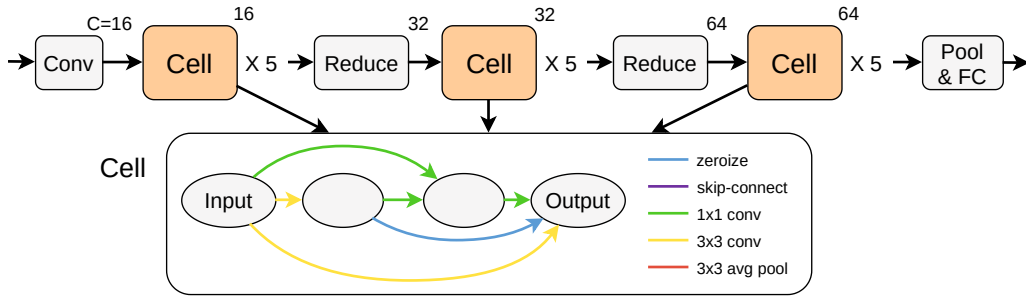 C=16
16
32
32
64
64
Conv
Cell
X 5
Reduce
Cell
X 5
Reduce
Cell
X 5
Pool
& FC
Cell
Input
Output
zeroize
skip-connect
1x1 conv
3x3 conv
3x3 avg pool